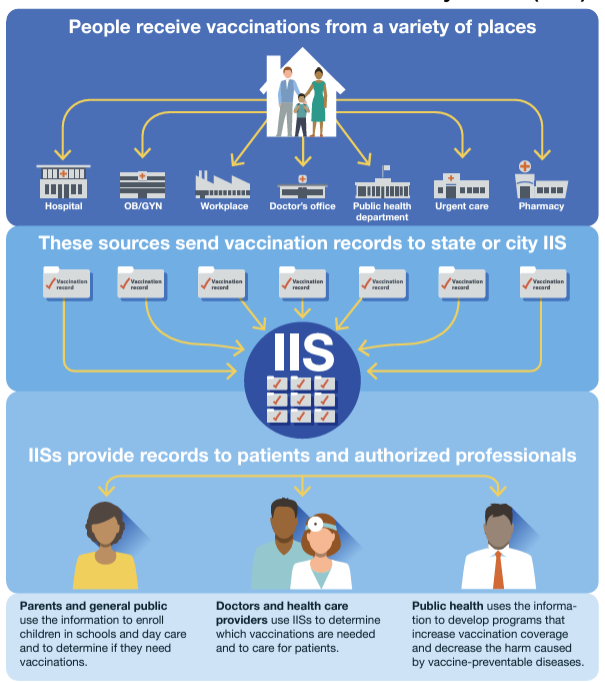 People receive vaccinations from a variety of places
Hospital
OB/GYN
Workplace
Doctor's office
Public health
department
Urgent care
Pharmacy
These sources send vaccination records to state or city IIS
Vaccination
record
Vaccination
record
Vaccination
record
Vaccination
record
Vaccination
record
Vaccination
record
Vaccination
record
IIS
IISs provide records to patients and authorized professionals
Parents and general public
use the information to enroll
children in schools and day care
and to determine if they need
vaccinations.
Doctors and health care
providers use IISs to determine
which vaccinations are needed
and to care for patients.
Public health uses the informa-
tion to develop programs that
increase vaccination coverage
and decrease the harm caused
by vaccine-preventable diseases.